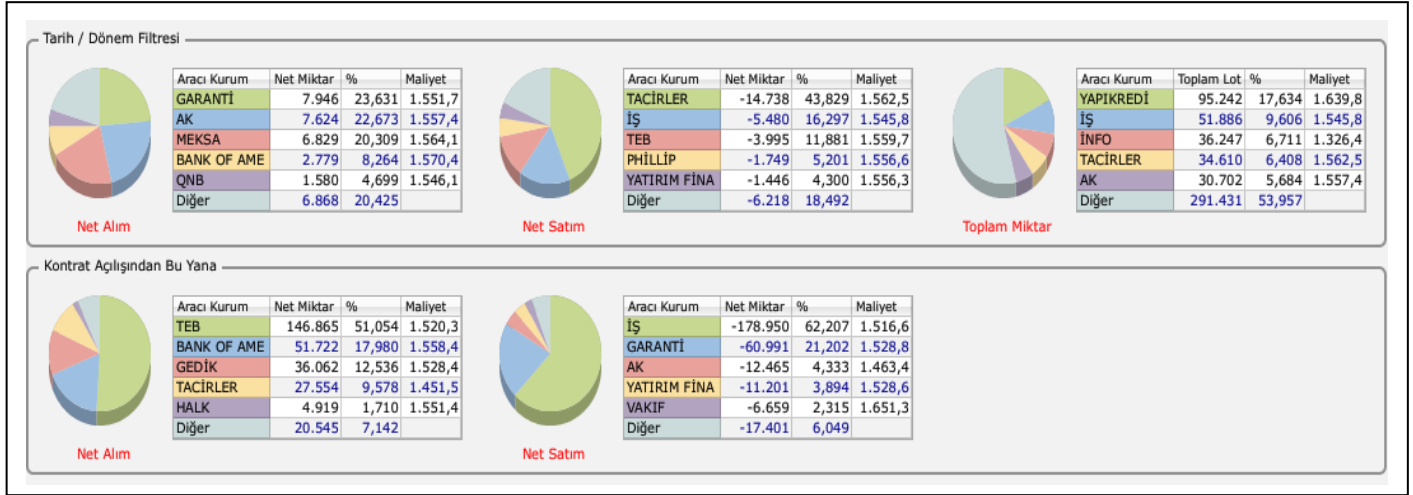 Tarih / Dönem Filtresi
Aracı Kurum Net Miktar % Maliyet
GARANTİ 7.946 23,631 1.551,7
AK 7.624 22,673 1.557,4
MEKSA 6.829 20,309 1.564,1
BANK OF AME 2.779 8,264 1.570,4
QNB 1.580 4,699 1.546,1
Diğer 6.868 20,425
Net Alım
Aracı Kurum Net Miktar % Maliyet
TACİRLER -14.738 43,829 1.562,5
İŞ -5.480 16,297 1.545,8
TEB -3.995 11,881 1.559,7
PHİLLİP -1.749 5,201 1.556,6
YATIRIM FİNA -1.446 4,300 1.556,3
Diğer -6.218 18,492
Net Satım
Aracı Kurum Toplam Lot % Maliyet
YAPIKREDİ 95.242 17,634 1.639,8
İŞ 51.886 9,606 1.545,8
İNFO 36.247 6,711 1.326,4
TACİRLER 34.610 6,408 1.562,5
AK 30.702 5,684 1.557,4
Diğer 291.431 53,957
Toplam Miktar
Kontrat Açılışından Bu Yana
Aracı Kurum Net Miktar % Maliyet
TEB 146.865 51,054 1.520,3
BANK OF AME 51.722 17,980 1.558,4
GEDİK 36.062 12,536 1.528,4
TACİRLER 27.554 9,578 1.451,5
HALK 4.919 1,710 1.551,4
Diğer 20.545 7,142
Net Alım
Aracı Kurum Net Miktar % Maliyet
İŞ -178.950 62,207 1.516,6
GARANTİ -60.991 21,202 1.528,8
AK -12.465 4,333 1.463,4
YATIRIM FİNA -11.201 3,894 1.528,6
VAKIF -6.659 2,315 1.651,3
Diğer -17.401 6,049
Net Satım